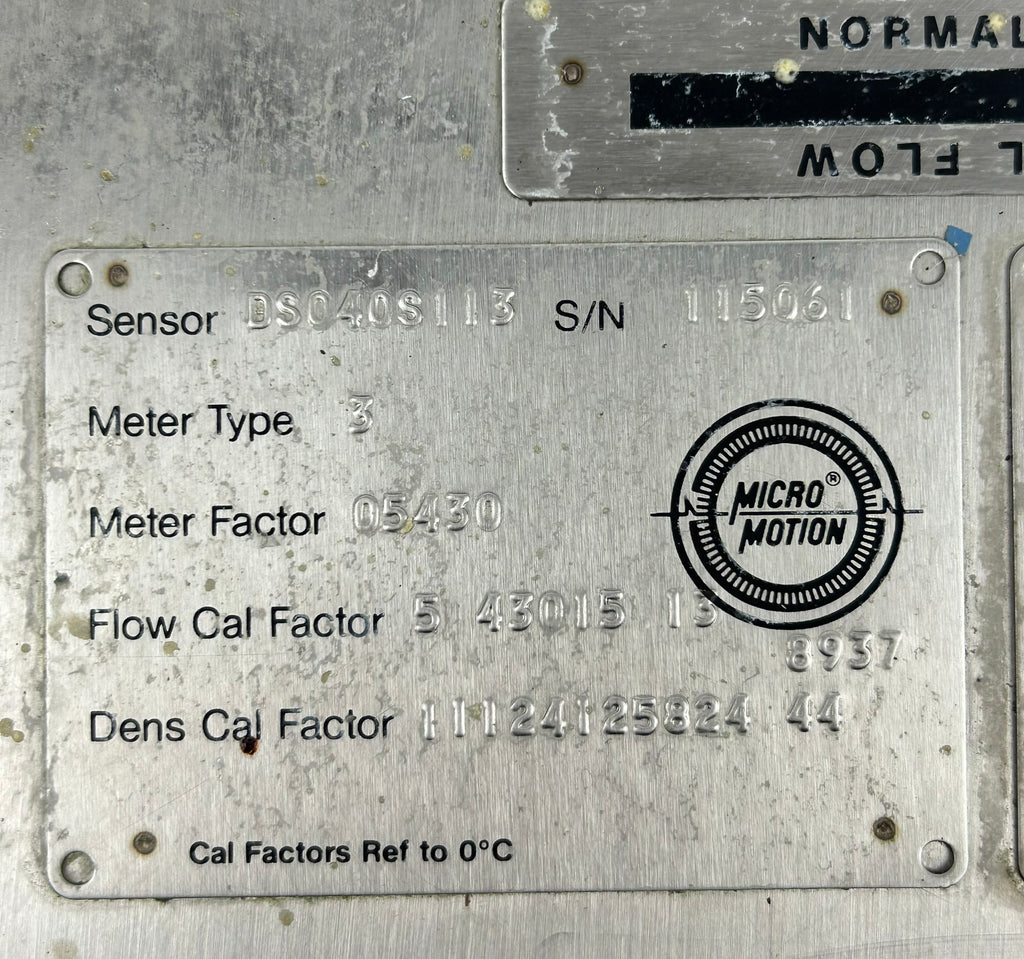 NORMAL
L FLOW
Sensor DS040S113 S/N 115061
Meter Type 3
MICRO®
MOTION
Meter Factor 05430
Flow Cal Factor 5 43015 13
8937
Dens Cal Factor 11124125824 44
Cal Factors Ref to 0°C